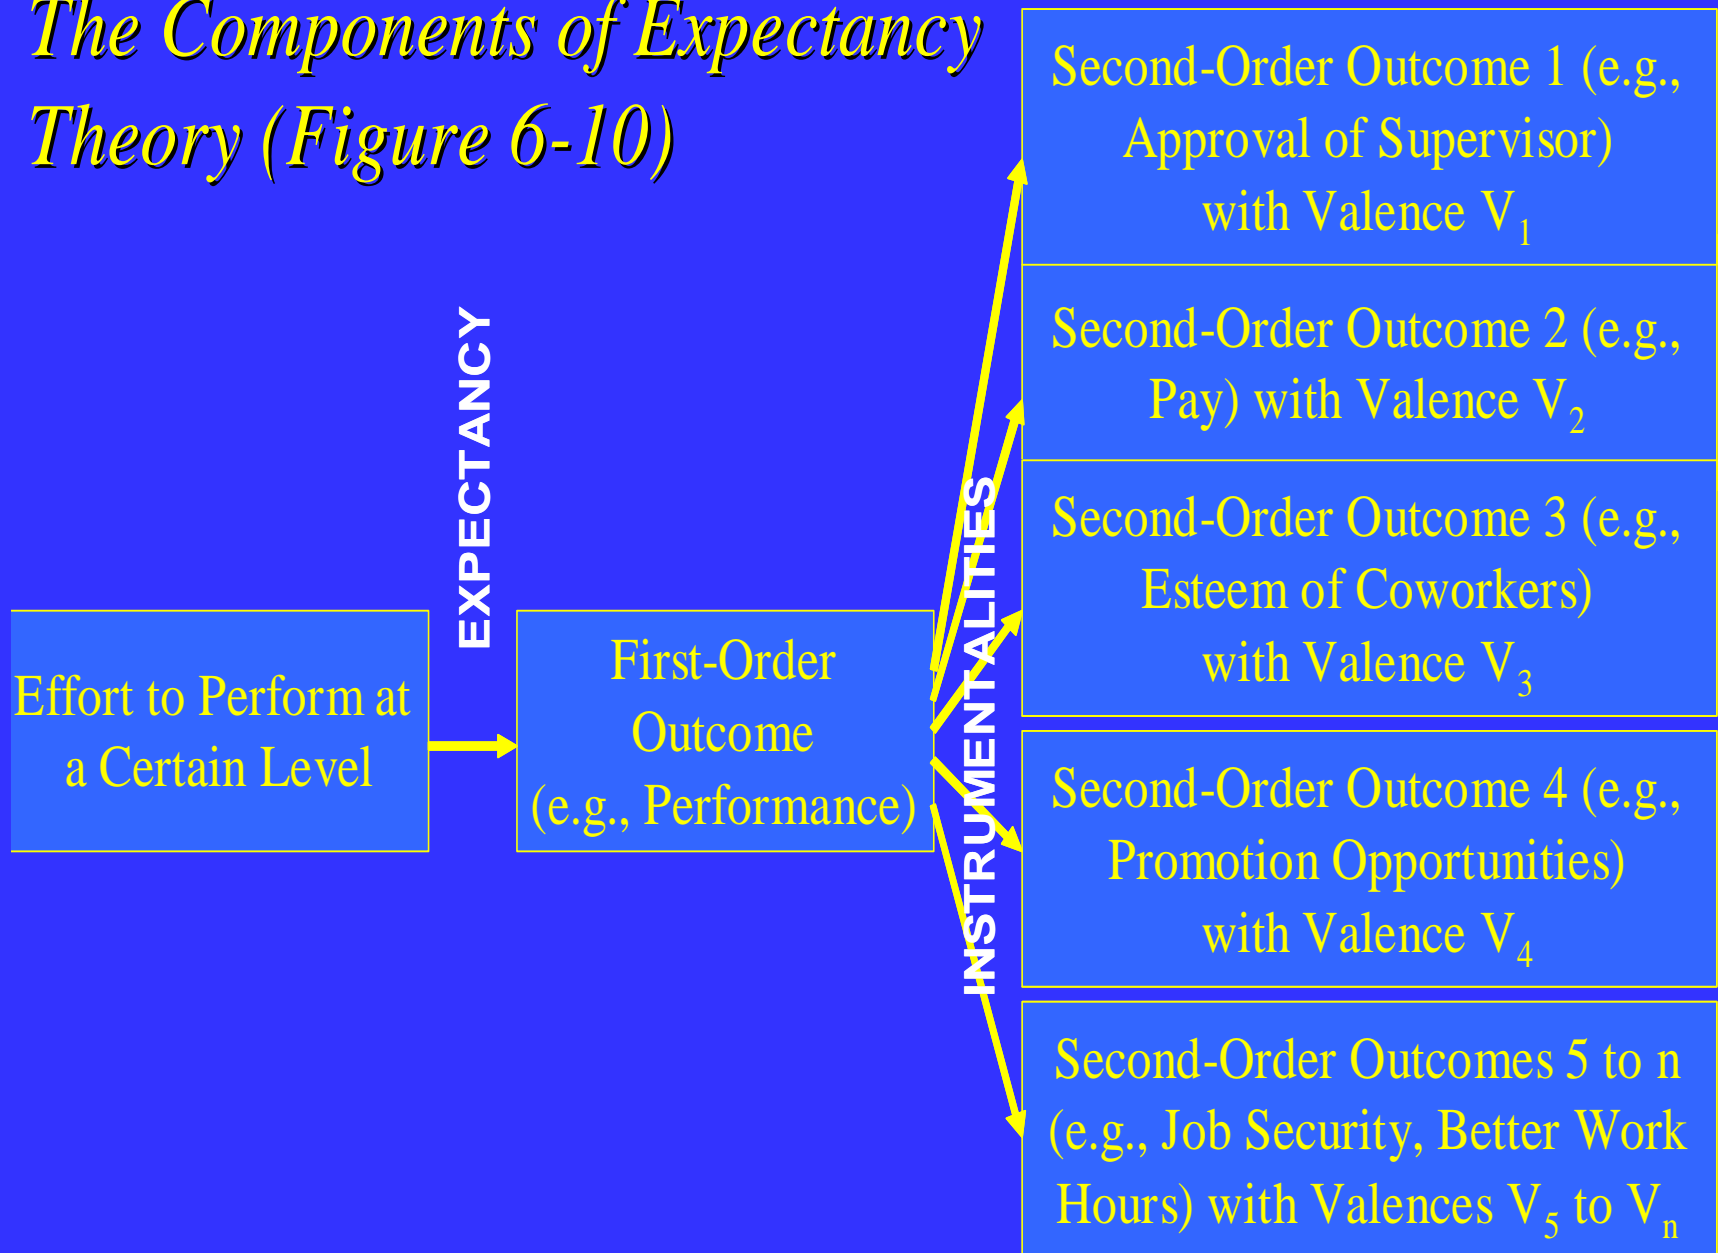 The Components of Expectancy
Theory (Figure 6-10)
EXPECTANCY
Effort to Perform at
a Certain Level
First-Order
Outcome
(e.g., Performance)
INSTRUMENTALITIES
Second-Order Outcome 1 (e.g.,
Approval of Supervisor)
with Valence V₁
Second-Order Outcome 2 (e.g.,
Pay) with Valence V₂
Second-Order Outcome 3 (e.g.,
Esteem of Coworkers)
with Valence V₃
Second-Order Outcome 4 (e.g.,
Promotion Opportunities)
with Valence V₄
Second-Order Outcomes 5 to n
(e.g., Job Security, Better Work
Hours) with Valences V₅ to Vₙ